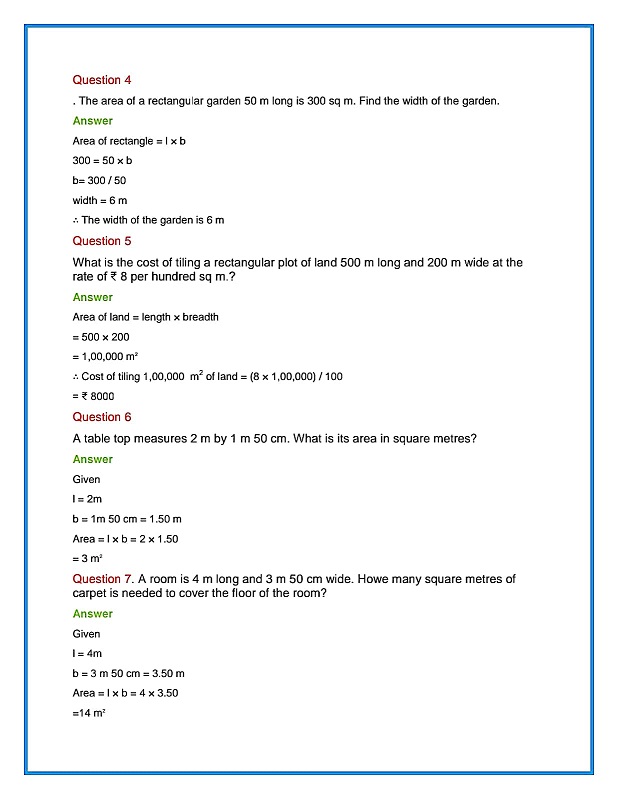 Question 4
. The area of a rectangular garden 50 m long is 300 sq m. Find the width of the garden.
Answer
Area of rectangle = l × b
300 = 50 × b
b= 300 / 50
width = 6 m
∴ The width of the garden is 6 m
Question 5
What is the cost of tiling a rectangular plot of land 500 m long and 200 m wide at the
rate of ₹ 8 per hundred sq m.?
Answer
Area of land = length × breadth
= 500 × 200
= 1,00,000 m²
∴ Cost of tiling 1,00,000 m² of land = (8 × 1,00,000) / 100
= ₹ 8000
Question 6
A table top measures 2 m by 1 m 50 cm. What is its area in square metres?
Answer
Given
l = 2m
b = 1m 50 cm = 1.50 m
Area = l × b = 2 × 1.50
= 3 m²
Question 7. A room is 4 m long and 3 m 50 cm wide. Howe many square metres of
carpet is needed to cover the floor of the room?
Answer
Given
l = 4m
b = 3 m 50 cm = 3.50 m
Area = l × b = 4 × 3.50
=14 m²